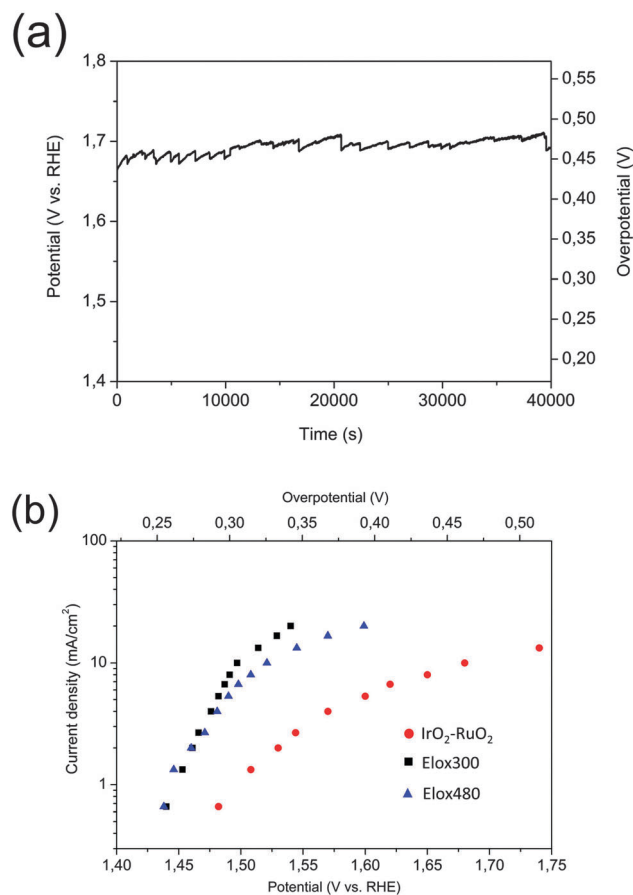 (a)
1,8
1,7
1,6
1,5
1,4
Potential (V vs. RHE)
0,55
0,50
0,45
0,40
0,35
0,30
0,25
0,20
Overpotential (V)
0 10000 20000 30000 40000
Time (s)
(b)
Overpotential (V)
0,25 0,30 0,35 0,40 0,45 0,50
100
10
1
Current density (mA/cm²)
IrO₂-RuO₂
Elox300
Elox480
1,40 1,45 1,50 1,55 1,60 1,65 1,70 1,75
Potential (V vs. RHE)